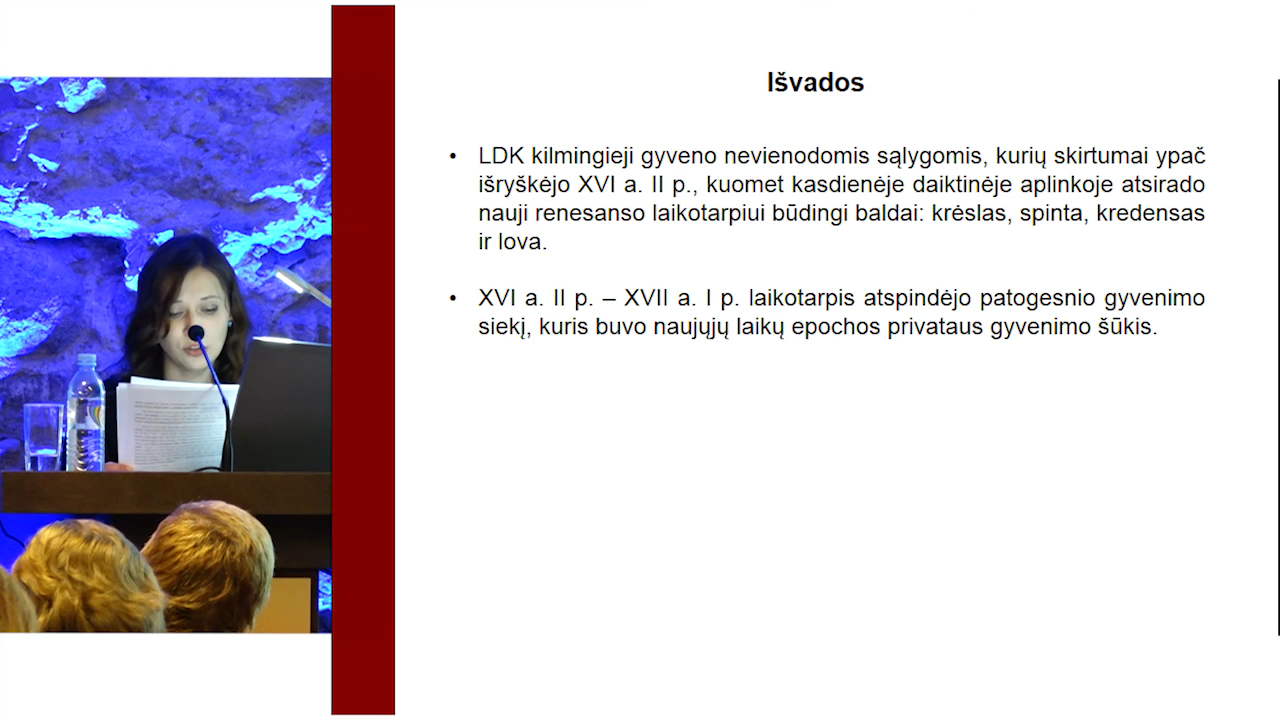 Išvados
• LDK kilmingieji gyveno nevienodomis sąlygomis, kurių skirtumai ypač
išryškėjo XVI a. II p., kuomet kasdienėje daiktinėje aplinkoje atsirado
nauji renesanso laikotarpiui būdingi baldai: krėslas, spinta, kredensas
ir lova.
• XVI a. II p. – XVII a. I p. laikotarpis atspindėjo patogesnio gyvenimo
siekį, kuris buvo naujųjų laikų epochos privataus gyvenimo šūkis.